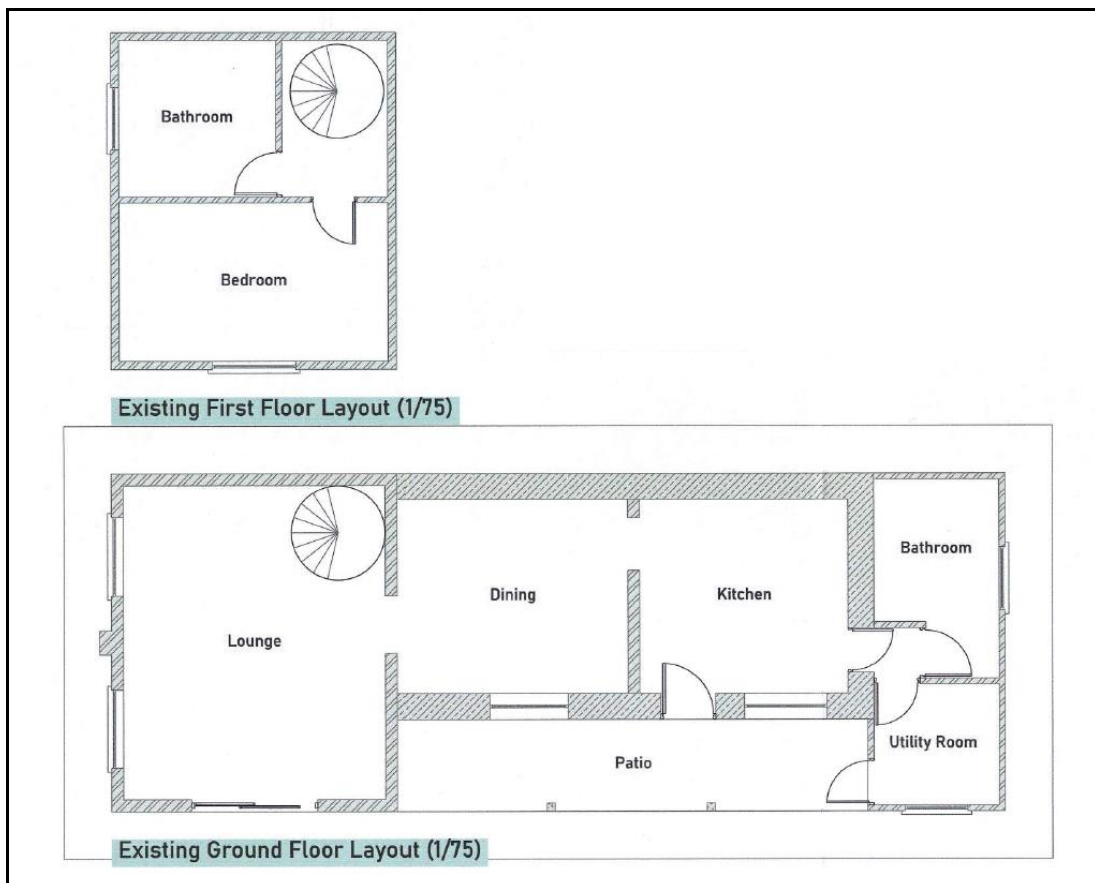 Bathroom
Bedroom
Existing First Floor Layout (1/75)
Bathroom
Dining
Kitchen
Lounge
Utility Room
Patio
Existing Ground Floor Layout (1/75)